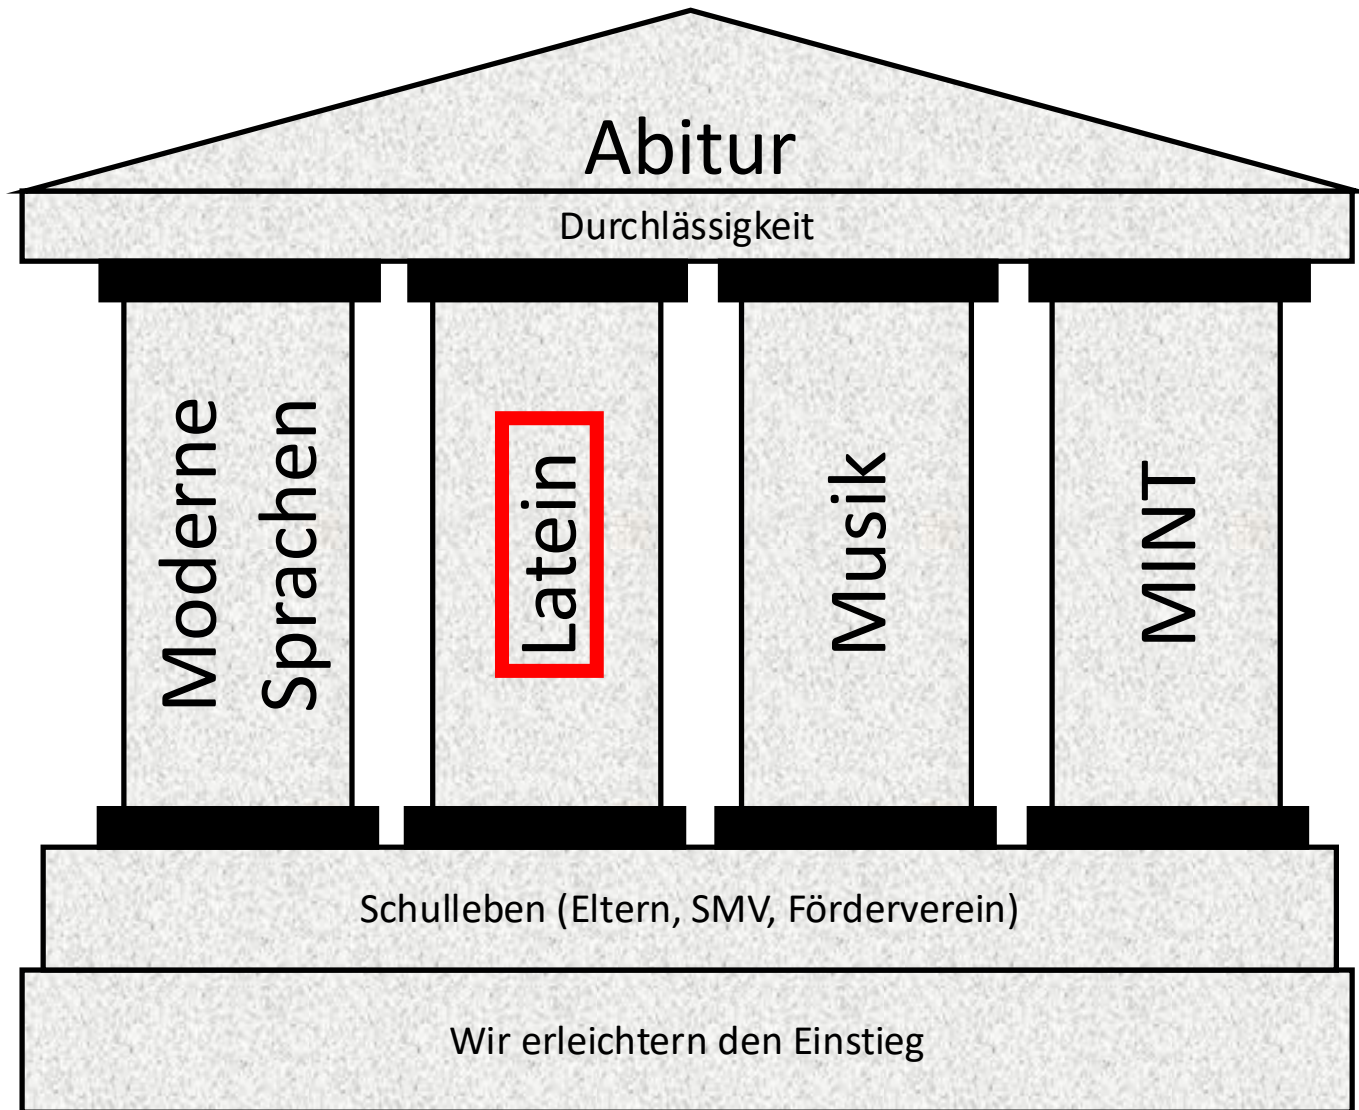 Abitur
Durchlässigkeit
Moderne
Sprachen
Latein
Musik
MINT
Schulleben (Eltern, SMV, Förderverein)
Wir erleichtern den Einstieg